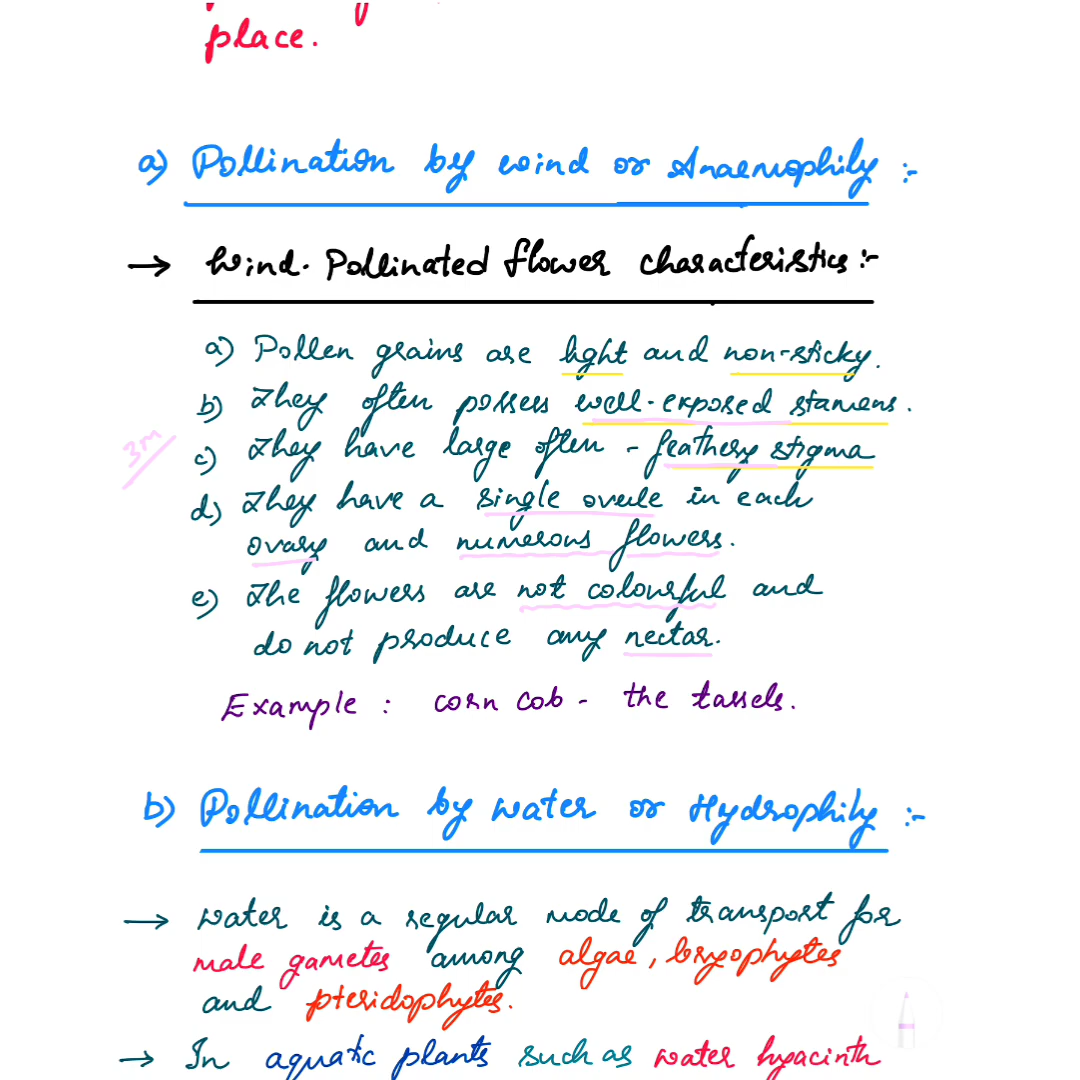 place.
a) Pollination by wind or Anaemophily :-
→ Wind. Pollinated flower characteristics :-
a) Pollen grains are light and non-sticky.
b) They often possess well-exposed stamens.
3m
c) They have large often - feathery stigma
d) They have a single ovule in each
ovary and numerous flowers.
e) The flowers are not colourful and
do not produce any nectar.
Example : corn cob - the tassels.
b) Pollination by water or Hydrophily :-
→ Water is a regular mode of transport for
male gametes among algae, bryophytes
and pteridophytes.
→ In aquatic plants such as water hyacinth